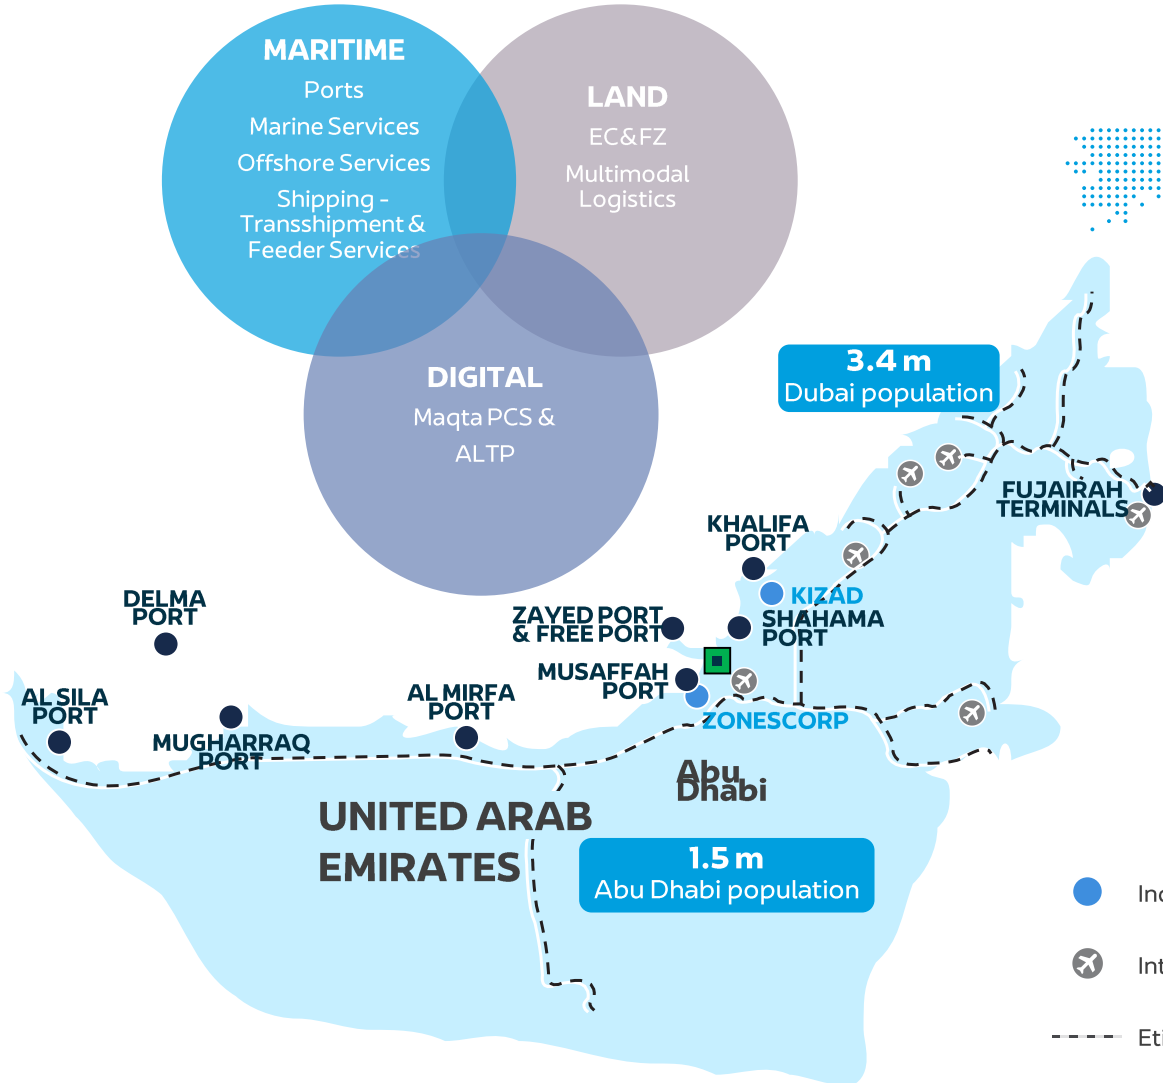 MARITIME
Ports
Marine Services
Offshore Services
Shipping -
Transshipment &
Feeder Services
LAND
EC&FZ
Multimodal
Logistics
DIGITAL
Maqta PCS &
ALTP
3.4 m
Dubai population
FUJAIRAH
TERMINALS
KHALIFA
PORT
KIZAD
DELMA
PORT
ZAYED PORT
& FREE PORT
SHAHAMA
PORT
MUSAFFAH
PORT
AL SILA
PORT
AL MIRFA
PORT
ZONESCORP
MUGHARRAQ
PORT
Abu
Dhabi
UNITED ARAB
EMIRATES
1.5 m
Abu Dhabi population